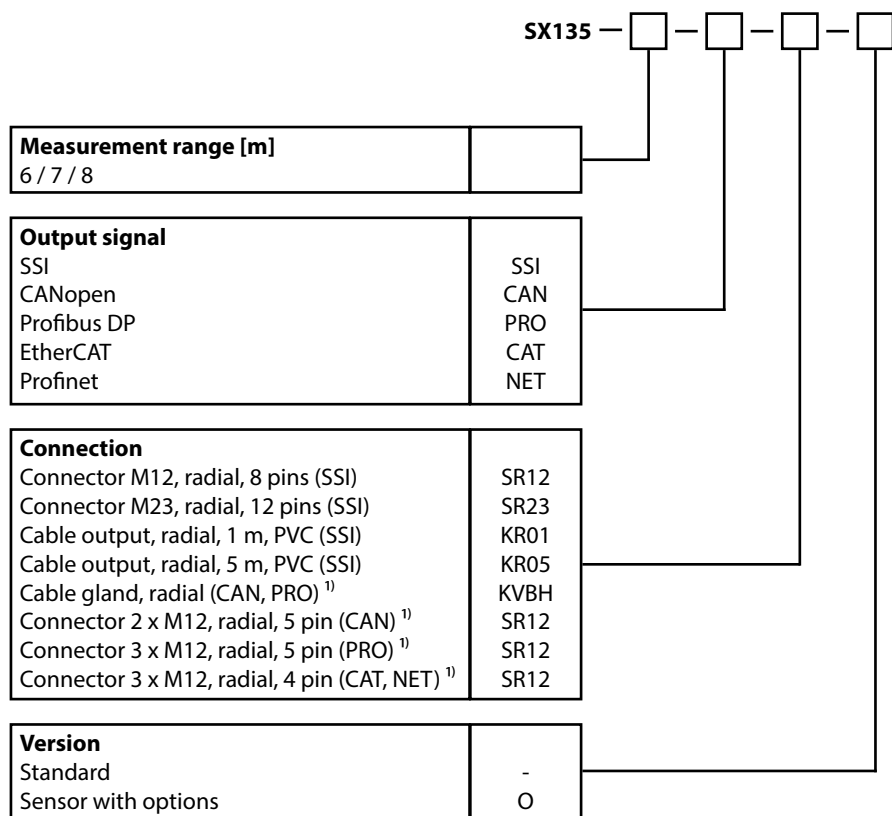 SX135 — — — —
Measurement range [m]
6 / 7 / 8
Output signal
SSI SSI
CANopen CAN
Profibus DP PRO
EtherCAT CAT
Profinet NET
Connection
Connector M12, radial, 8 pins (SSI) SR12
Connector M23, radial, 12 pins (SSI) SR23
Cable output, radial, 1 m, PVC (SSI) KR01
Cable output, radial, 5 m, PVC (SSI) KR05
Cable gland, radial (CAN, PRO) 1) KVBH
Connector 2 x M12, radial, 5 pin (CAN) 1) SR12
Connector 3 x M12, radial, 5 pin (PRO) 1) SR12
Connector 3 x M12, radial, 4 pin (CAT, NET) 1) SR12
Version
Standard -
Sensor with options O